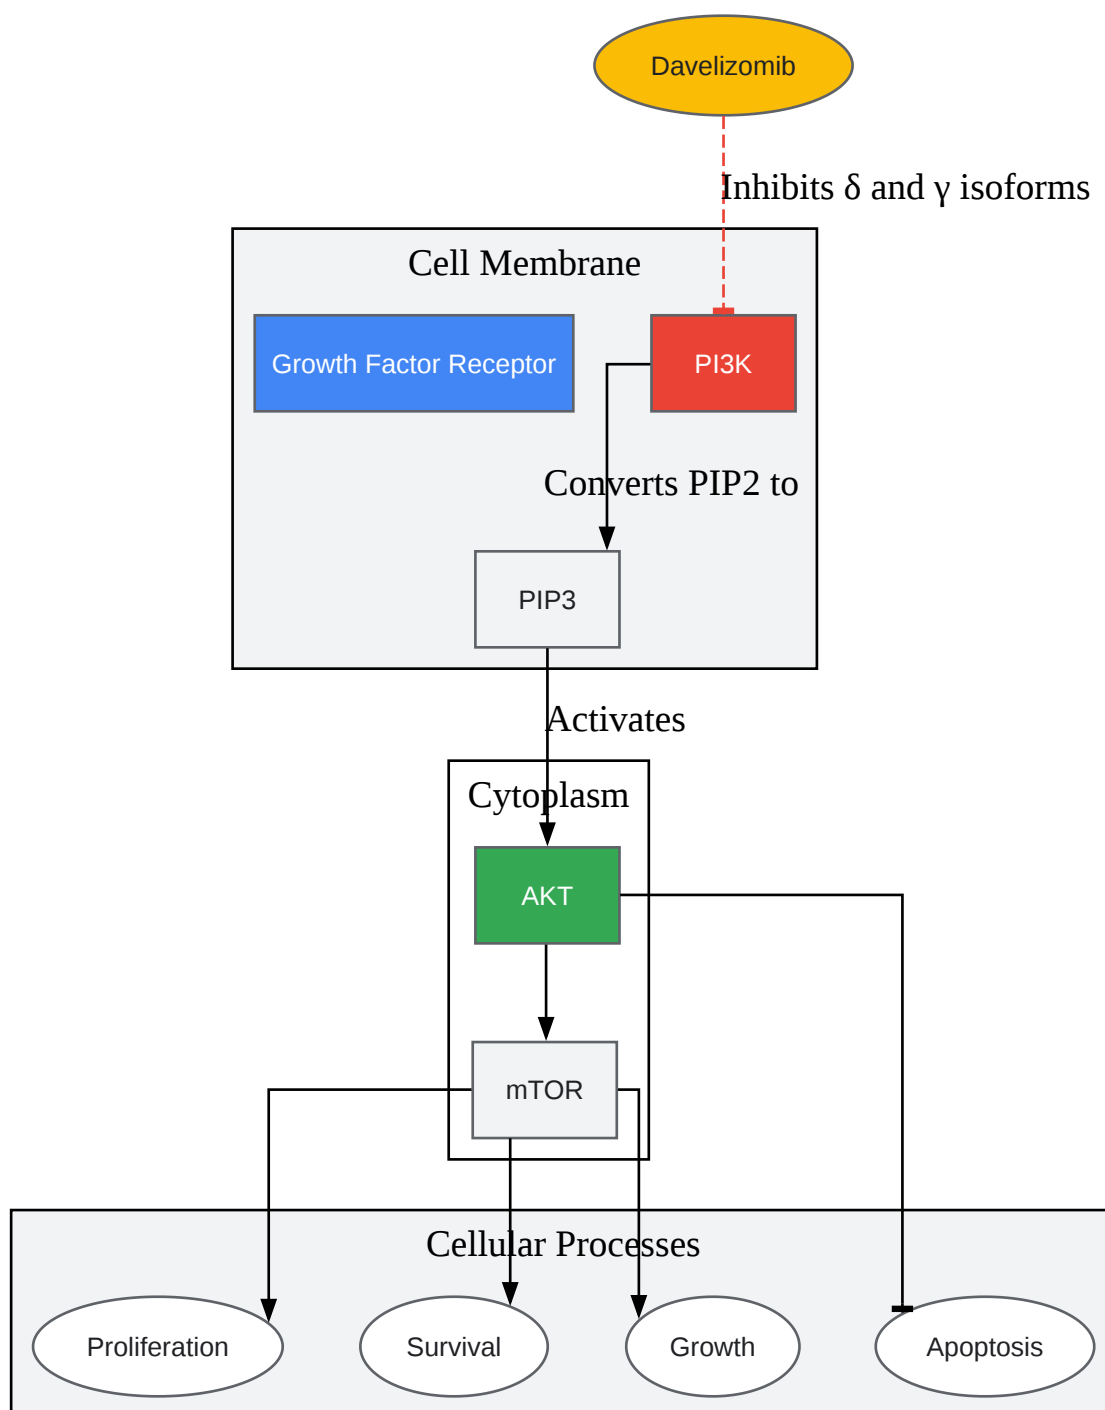 Davelizomib
Inhibits δ and γ isoforms
Cell Membrane
Growth Factor Receptor
PI3K
Converts PIP2 to
PIP3
Activates
Cytoplasm
AKT
mTOR
Cellular Processes
Proliferation
Survival
Growth
Apoptosis